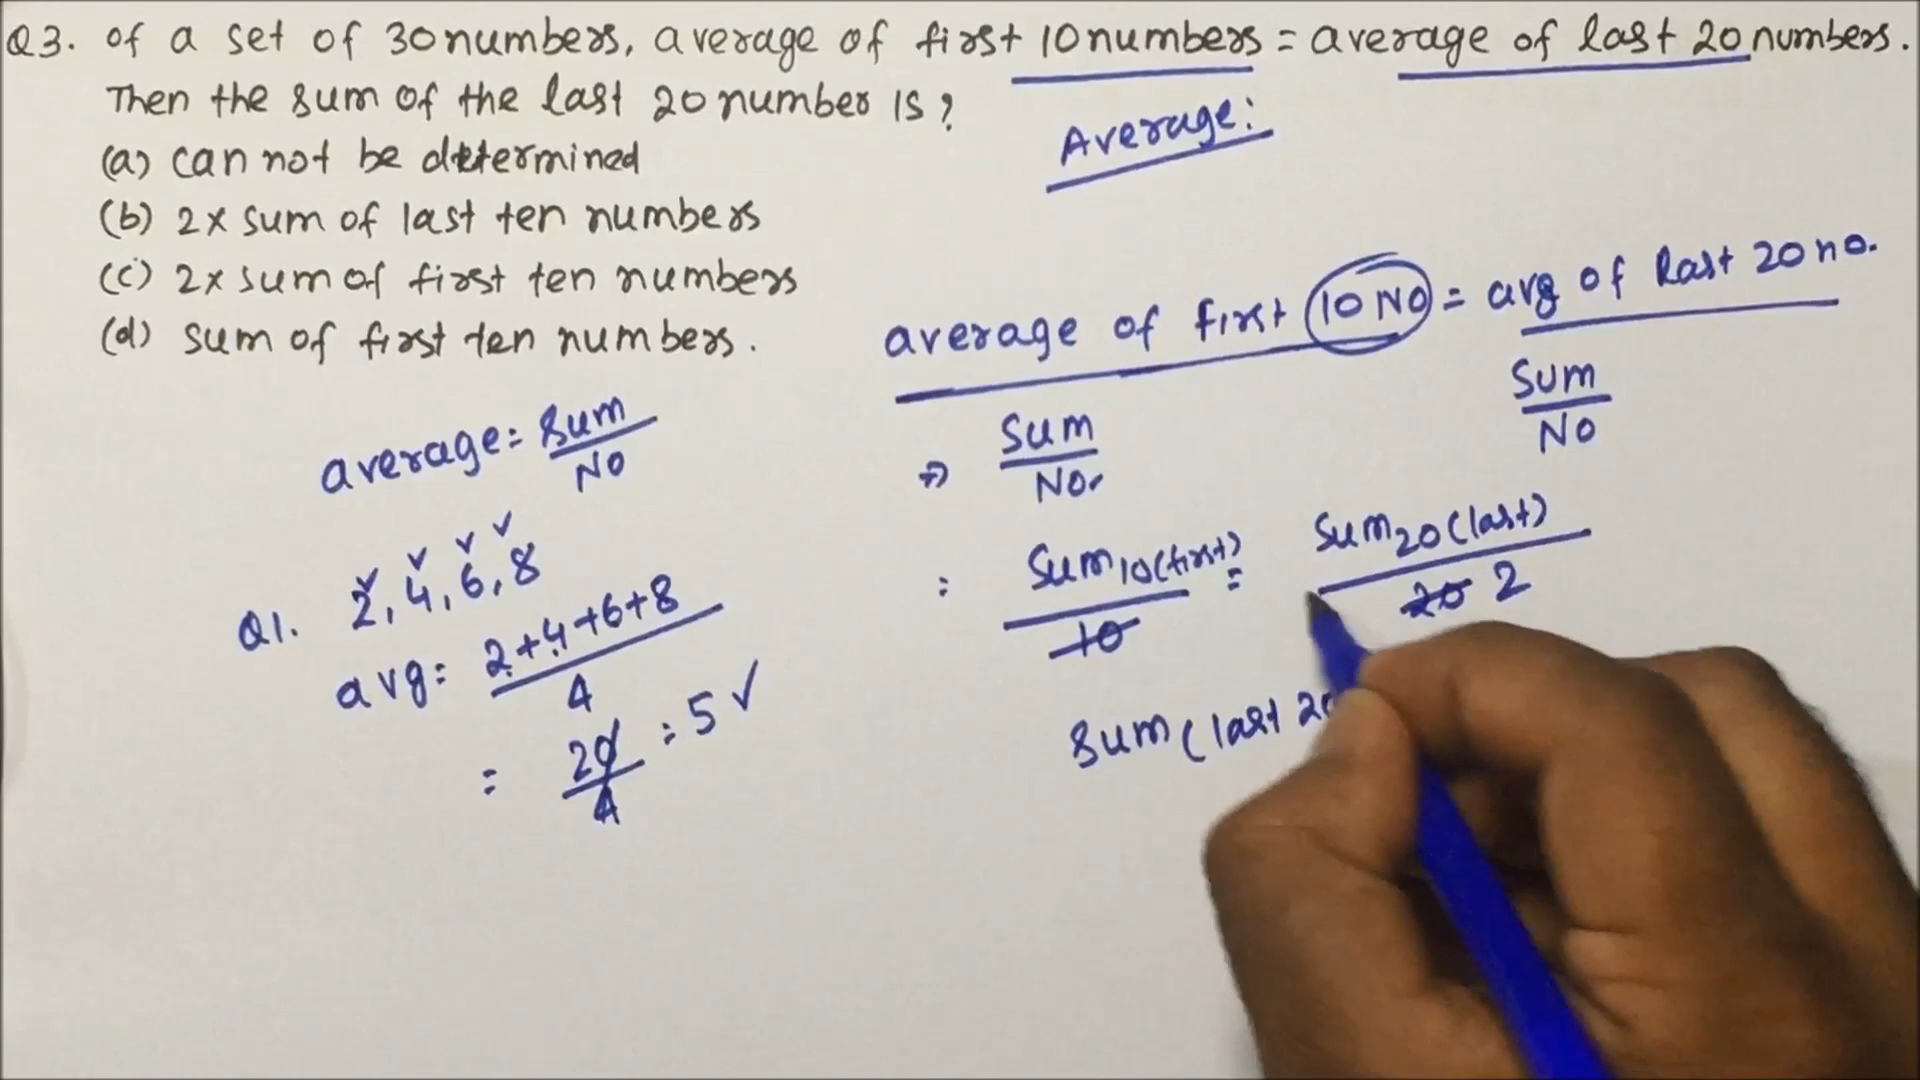 Q3. of a set of 30 numbers, average of first 10 numbers = average of last 20 numbers.
Then the sum of the last 20 number is?
(a) can not be determined
(b) 2x sum of last ten numbers
(c) 2x sum of first ten numbers
(d) sum of first ten numbers.
Average:
average of first 10 No = avg of last 20 no.
average = Sum
No
⇒ Sum
No.
Sum
No
Q1. 2, 4, 6, 8
avg = 2+4+6+8
4
= 20 = 5 ✓
4
= Sum10(first) = Sum20(last)
10
20 2
Sum (last